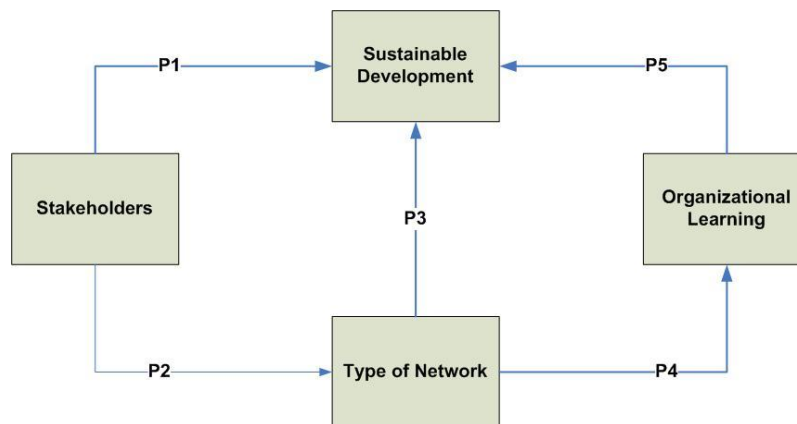 Sustainable
Development
P1
P5
Stakeholders
Organizational
Learning
P3
P2
Type of Network
P4